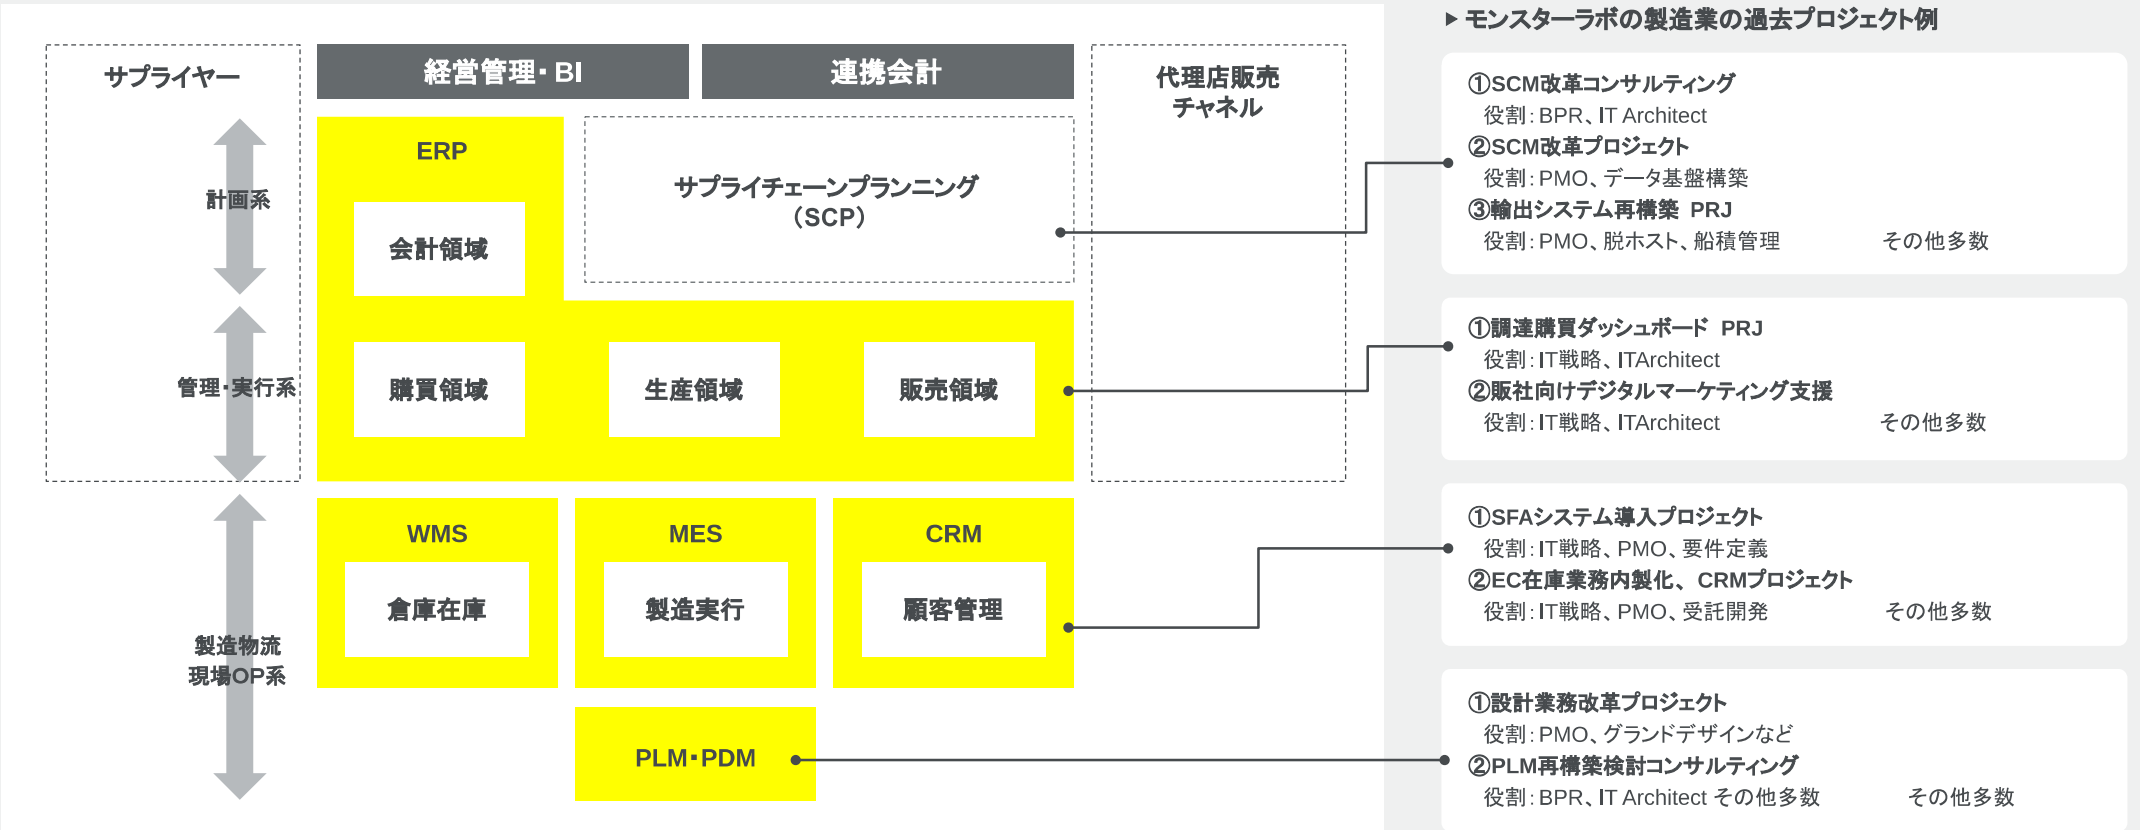 サプライヤー
計画系
管理・実行系
製造物流
現場OP系
経営管理・BI
連携会計
ERP
会計領域
サプライチェーンプランニング
（SCP）
購買領域
生産領域
販売領域
WMS
倉庫在庫
MES
製造実行
CRM
顧客管理
PLM・PDM
代理店販売
チャネル
▶ モンスターラボの製造業の過去プロジェクト例
①SCM改革コンサルティング
役割：BPR、IT Architect
②SCM改革プロジェクト
役割：PMO、データ基盤構築
③輸出システム再構築 PRJ
役割：PMO、脱ホスト、船積管理 その他多数
①調達購買ダッシュボード PRJ
役割：IT戦略、ITArchitect
②販社向けデジタルマーケティング支援
役割：IT戦略、ITArchitect その他多数
①SFAシステム導入プロジェクト
役割：IT戦略、PMO、要件定義
②EC在庫業務内製化、CRMプロジェクト
役割：IT戦略、PMO、受託開発 その他多数
①設計業務改革プロジェクト
役割：PMO、グランドデザインなど
②PLM再構築検討コンサルティング
役割：BPR、IT Architect その他多数 その他多数